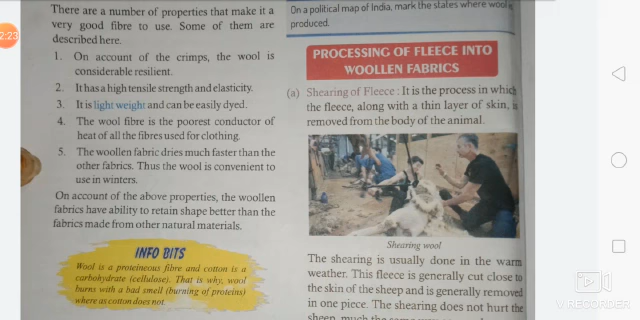 There are a number of properties that make it a
very good fibre to use. Some of them are
described here.
1. On account of the crimps, the wool is
considerable resilient.
2. It has a high tensile strength and elasticity.
3. It is light weight and can be easily dyed.
4. The wool fibre is the poorest conductor of
heat of all the fibres used for clothing.
5. The woollen fabric dries much faster than the
other fabrics. Thus the wool is convenient to
use in winters.
On account of the above properties, the woollen
fabrics have ability to retain shape better than the
fabrics made from other natural materials.
INFO BITS
Wool is a proteineous fibre and cotton is a
carbohydrate (cellulose). That is why, wool
burns with a bad smell (burning of proteins)
where as cotton does not.
On a political map of India, mark the states where wool is
produced.
PROCESSING OF FLEECE INTO
WOOLLEN FABRICS
(a) Shearing of Fleece : It is the process in which
the fleece, along with a thin layer of skin, is
removed from the body of the animal.
Shearing wool
The shearing is usually done in the warm
weather. This fleece is generally cut close to
the skin of the sheep and is generally removed
in one piece. The shearing does not hurt the
sheep, much the same
2:23
V RECORDER